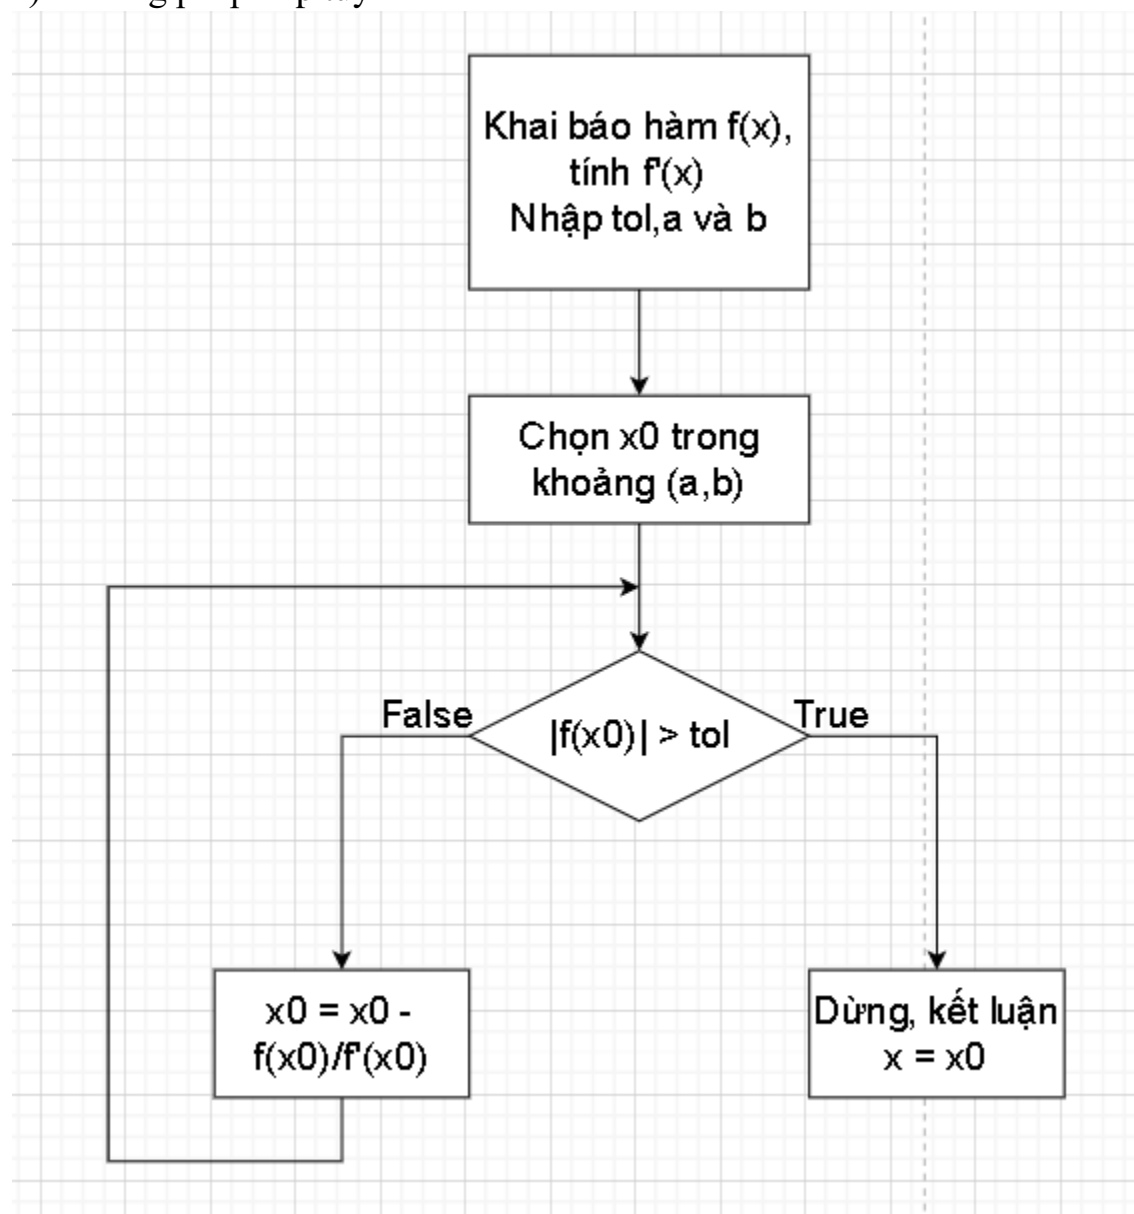 Khai báo hàm f(x),
tính f'(x)
Nhập tol,a và b
Chọn x0 trong
khoảng (a,b)
False
|f(x0)| > tol
True
x0 = x0 -
f(x0)/f'(x0)
Dừng, kết luận
x = x0